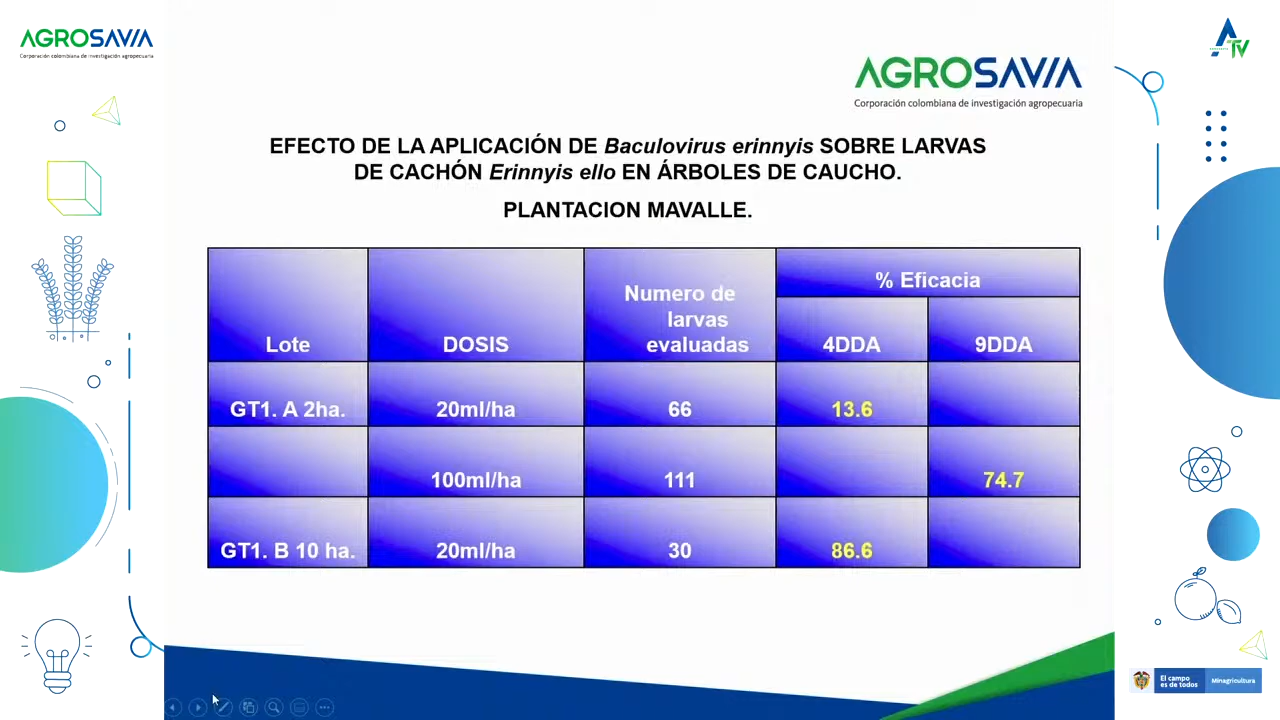 AGROSAVIA
Corporación colombiana de investigación agropecuaria
TV
AGROSAVIA
Corporación colombiana de investigación agropecuaria
EFECTO DE LA APLICACIÓN DE Baculovirus erinnyis SOBRE LARVAS
DE CACHÓN Erinnyis ello EN ÁRBOLES DE CAUCHO.
PLANTACION MAVALLE.
Lote
DOSIS
Numero de
larvas
evaluadas
% Eficacia
4DDA
9DDA
GT1. A 2ha.
20ml/ha
66
13.6
100ml/ha
111
74.7
GT1. B 10 ha.
20ml/ha
30
86.6
El campo
es de todos
Minagricultura